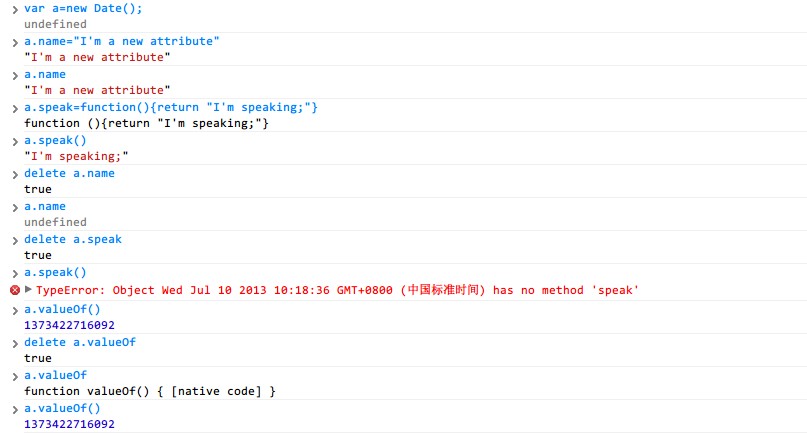 > var a=new Date();
undefined
> a.name="I'm a new attribute"
"I'm a new attribute"
> a.name
"I'm a new attribute"
> a.speak=function(){return "I'm speaking;"}
function (){return "I'm speaking;"}
> a.speak()
"I'm speaking;"
> delete a.name
true
> a.name
undefined
> delete a.speak
true
> a.speak()
TypeError: Object Wed Jul 10 2013 10:18:36 GMT+0800 (中国标准时间) has no method 'speak'
> a.valueOf()
1373422716092
> delete a.valueOf
true
> a.valueOf
function valueOf() { [native code] }
> a.valueOf()
1373422716092